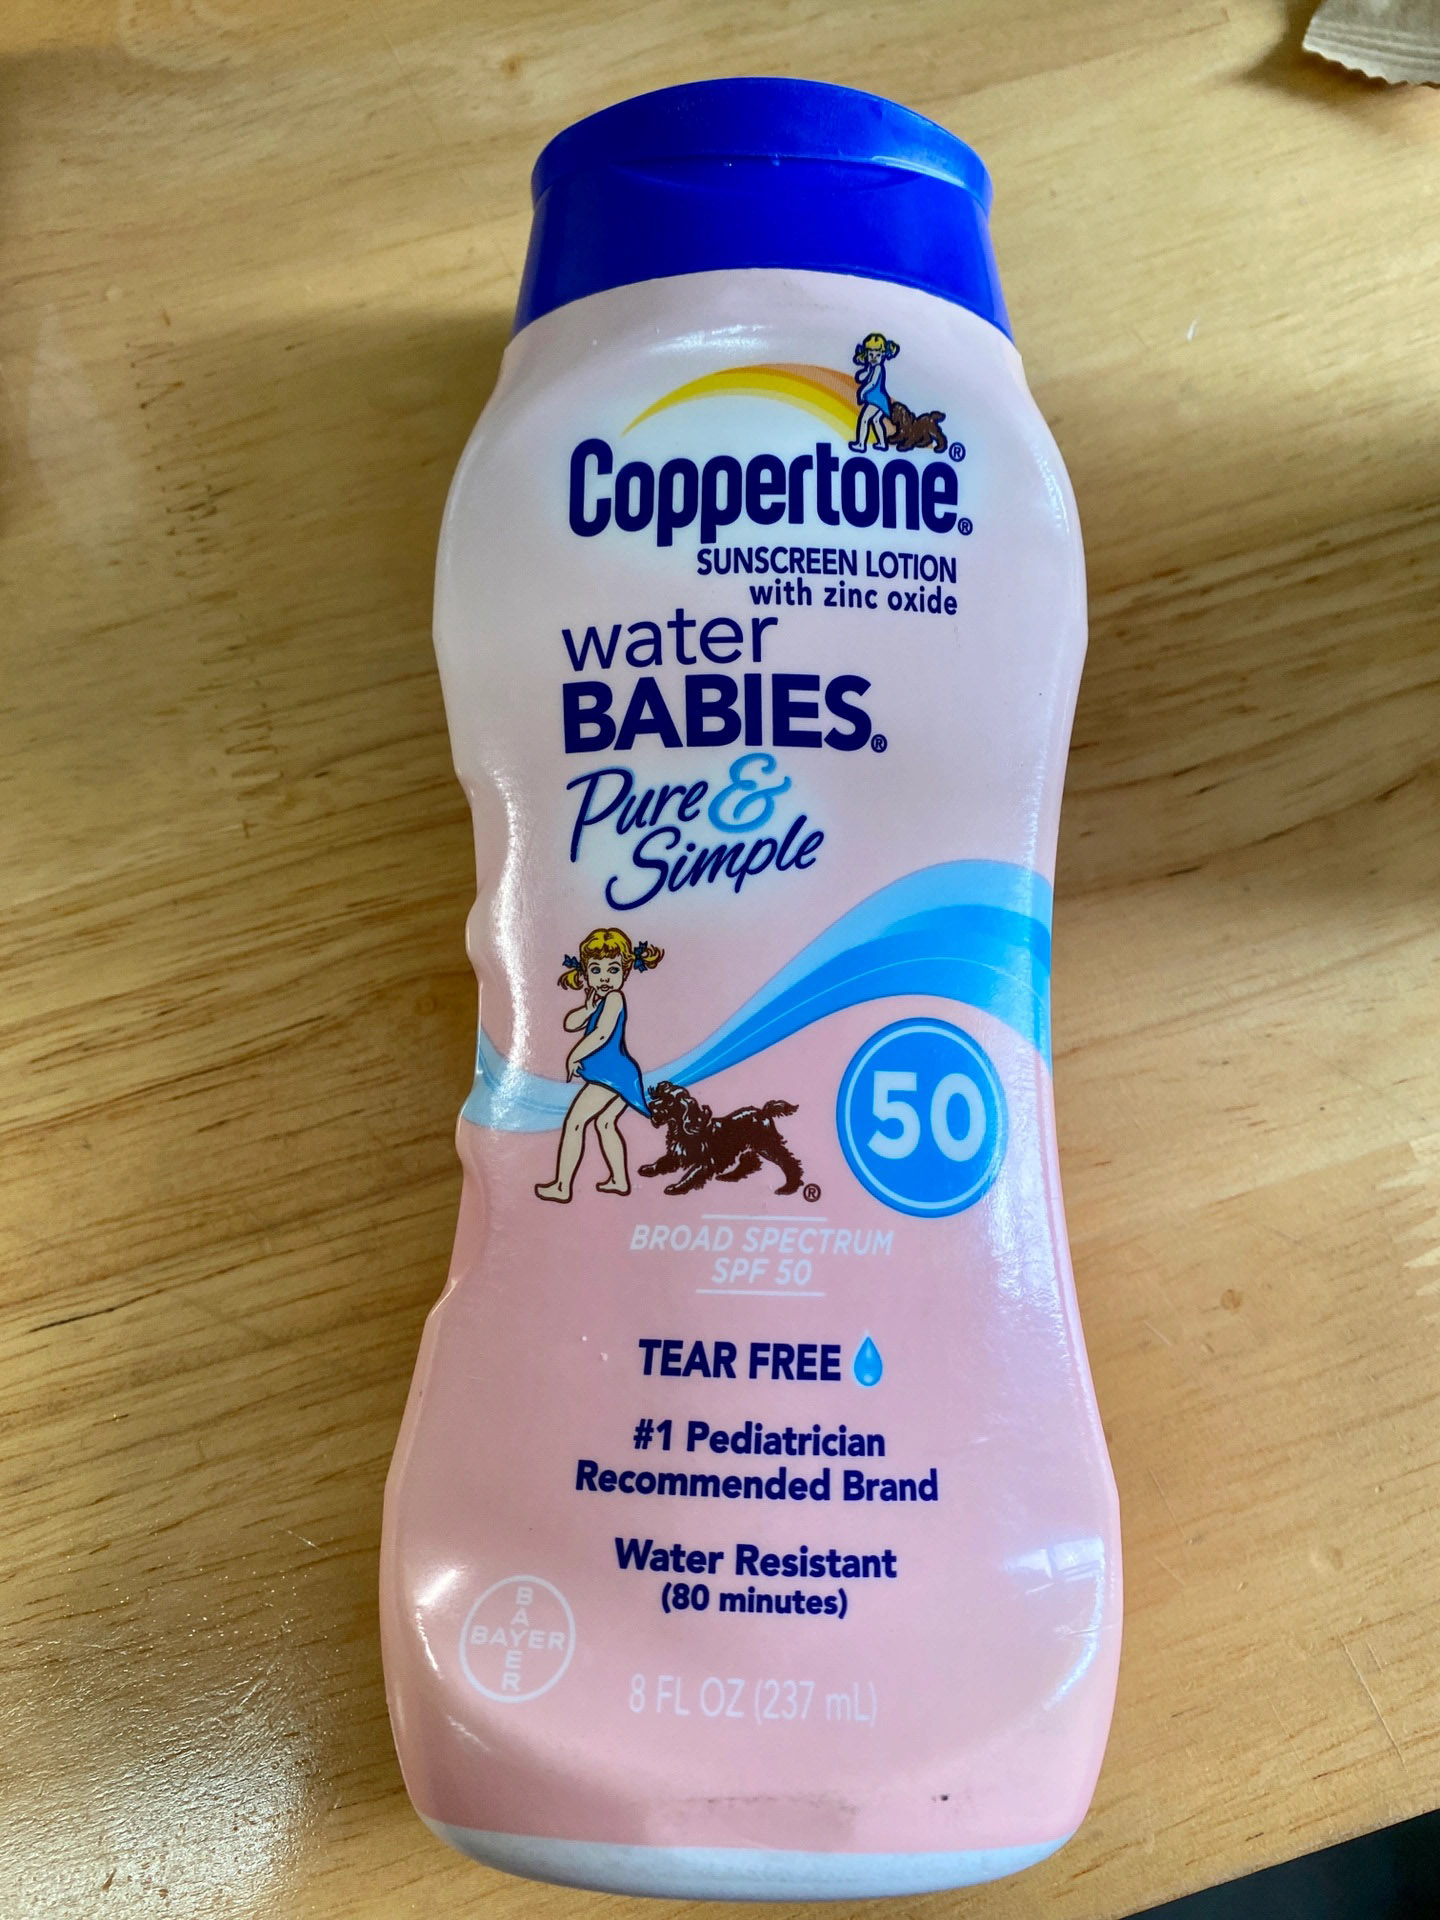 Coppertone®
®
SUNSCREEN LOTION
with zinc oxide
water
BABIES®
Pure &
Simple
50
®
BROAD SPECTRUM
SPF 50
TEAR FREE
#1 Pediatrician
Recommended Brand
Water Resistant
(80 minutes)
BAYER
BAYER
8 FL OZ (237 mL)